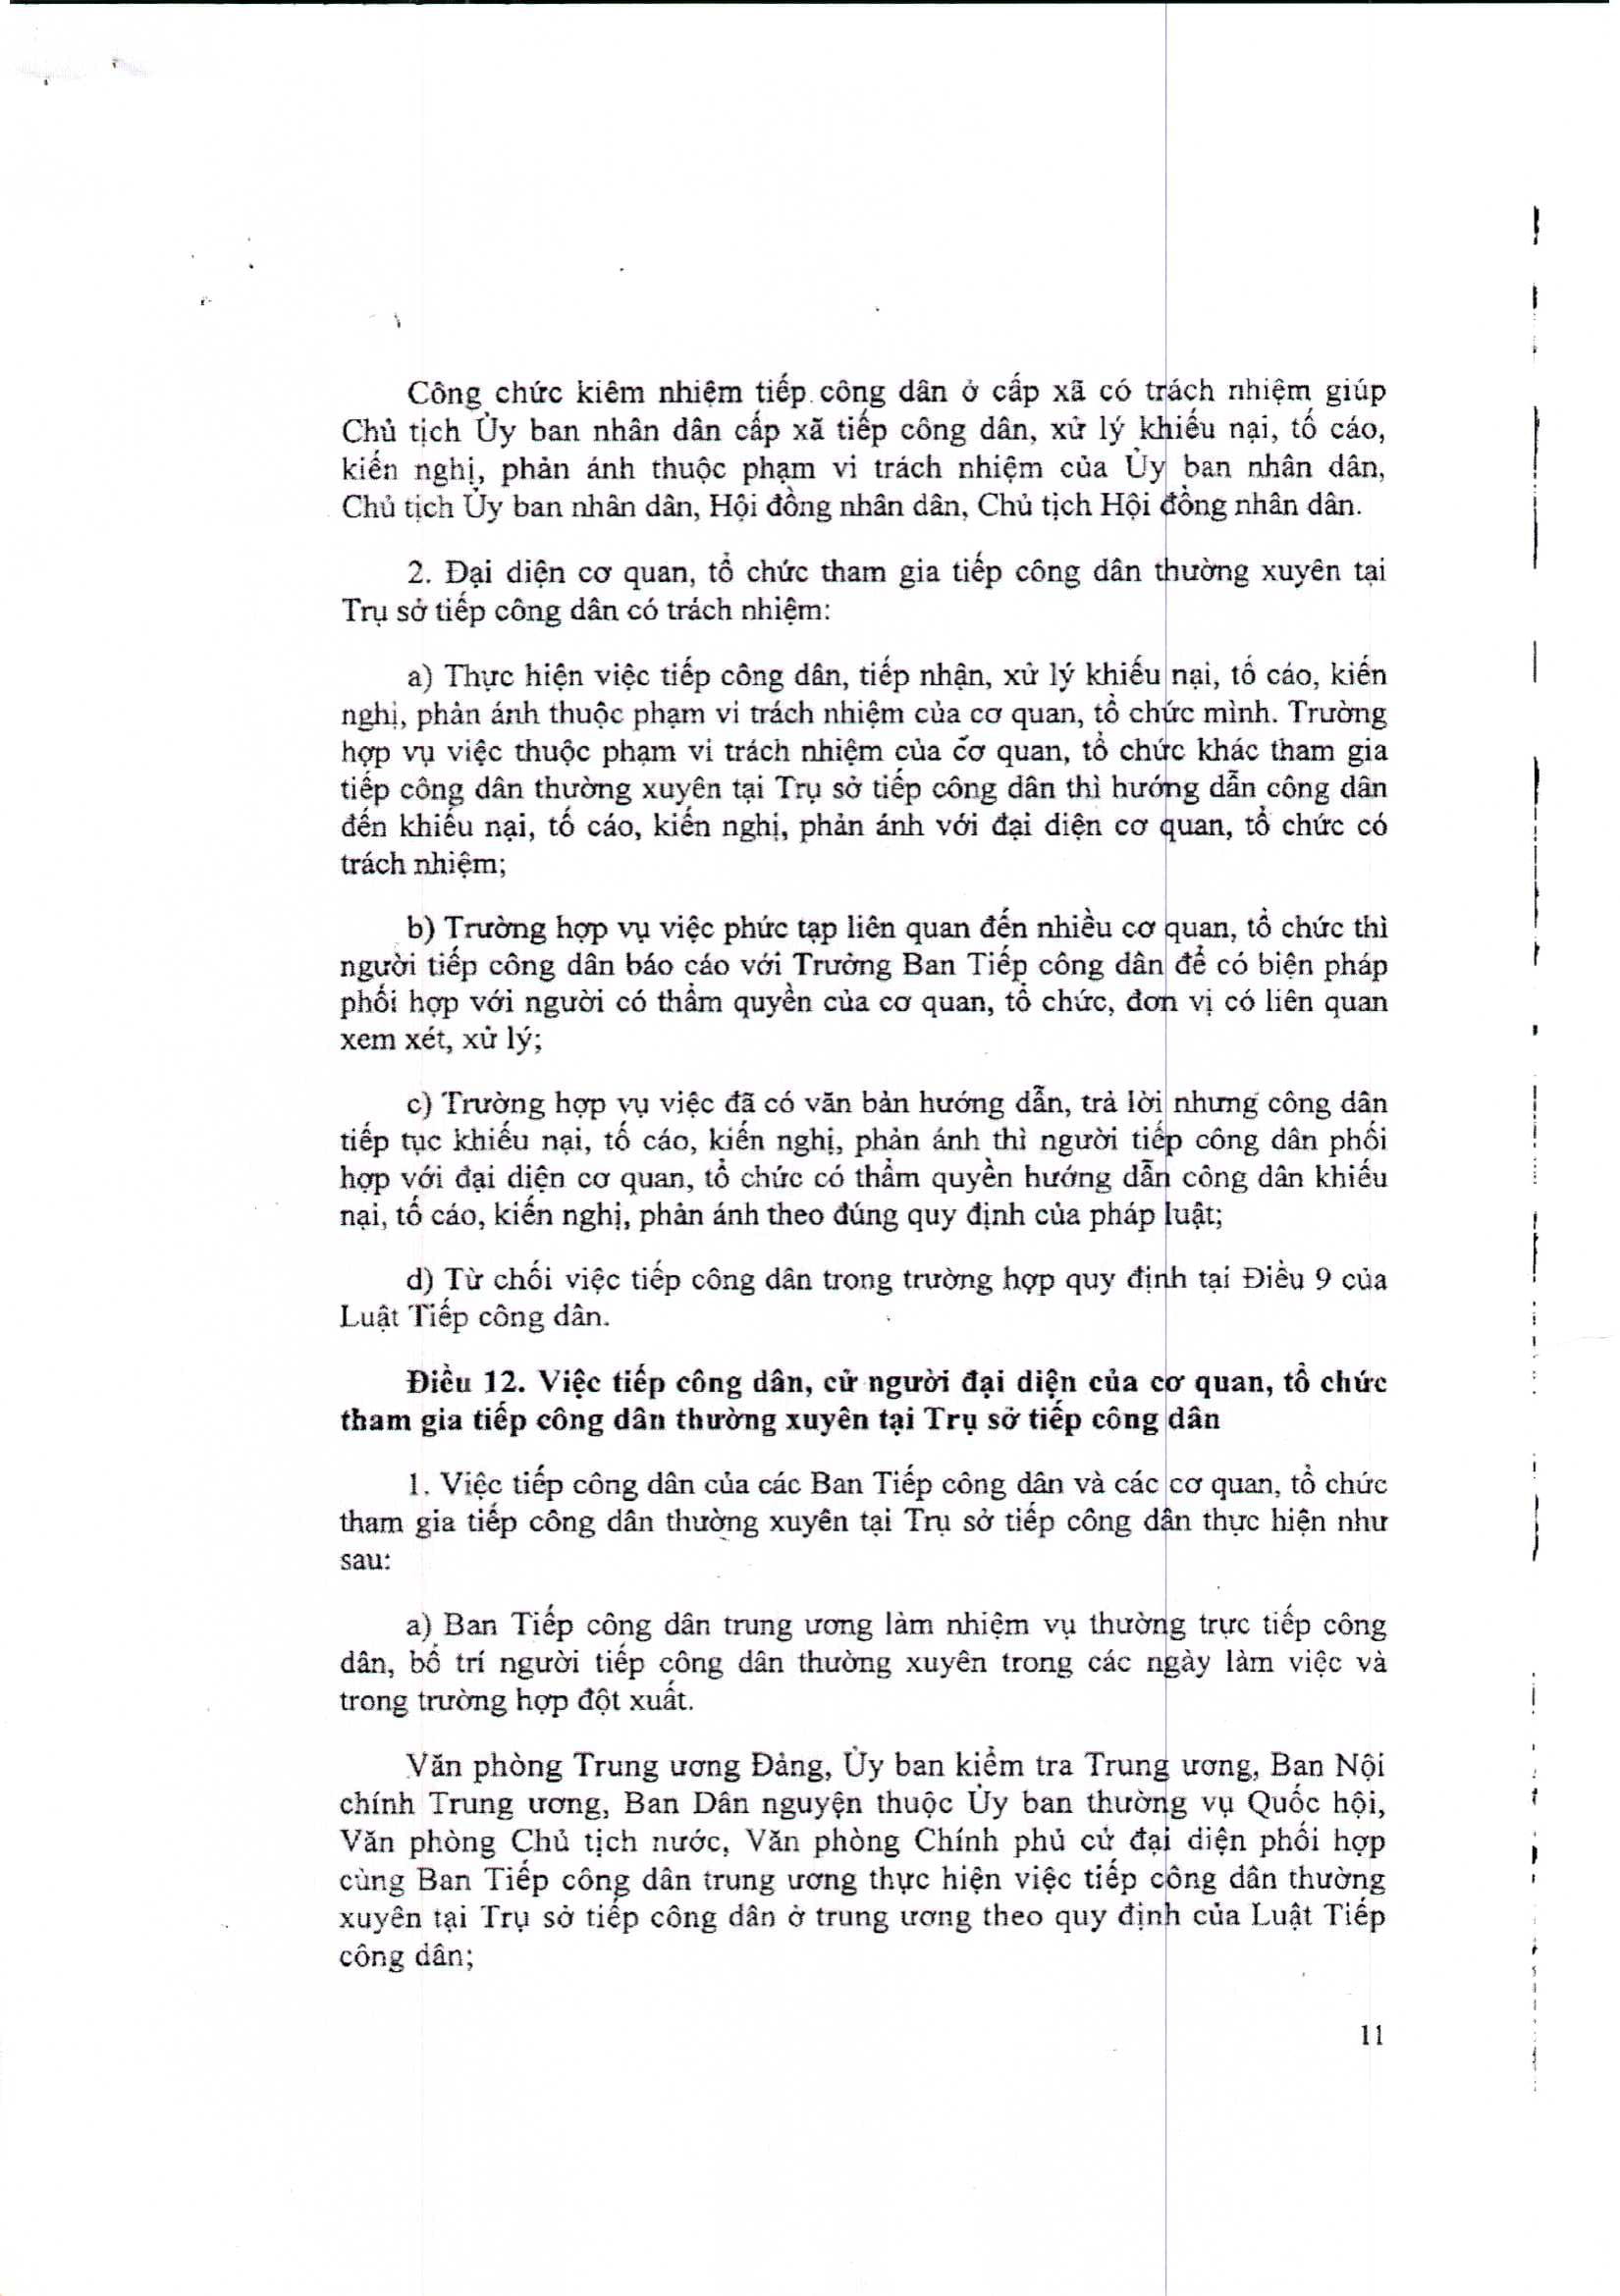 Công chức kiêm nhiệm tiếp công dân ở cấp xã có trách nhiệm giúp
Chủ tịch Ủy ban nhân dân cấp xã tiếp công dân, xử lý khiếu nại, tố cáo,
kiến nghị, phản ánh thuộc phạm vi trách nhiệm của Ủy ban nhân dân,
Chủ tịch Ủy ban nhân dân, Hội đồng nhân dân, Chủ tịch Hội đồng nhân dân.
2. Đại diện cơ quan, tổ chức tham gia tiếp công dân thường xuyên tại
Trụ sở tiếp công dân có trách nhiệm:
a) Thực hiện việc tiếp công dân, tiếp nhận, xử lý khiếu nại, tố cáo, kiến
nghị, phản ánh thuộc phạm vi trách nhiệm của cơ quan, tổ chức mình. Trường
hợp vụ việc thuộc phạm vi trách nhiệm của cơ quan, tổ chức khác tham gia
tiếp công dân thường xuyên tại Trụ sở tiếp công dân thì hướng dẫn công dân
đến khiếu nại, tố cáo, kiến nghị, phản ánh với đại diện cơ quan, tổ chức có
trách nhiệm;
b) Trường hợp vụ việc phức tạp liên quan đến nhiều cơ quan, tổ chức thì
người tiếp công dân báo cáo với Trưởng Ban Tiếp công dân để có biện pháp
phối hợp với người có thẩm quyền của cơ quan, tổ chức, đơn vị có liên quan
xem xét, xử lý;
c) Trường hợp vụ việc đã có văn bản hướng dẫn, trả lời nhưng công dân
tiếp tục khiếu nại, tố cáo, kiến nghị, phản ánh thì người tiếp công dân phối
hợp với đại diện cơ quan, tổ chức có thẩm quyền hướng dẫn công dân khiếu
nại, tố cáo, kiến nghị, phản ánh theo đúng quy định của pháp luật;
d) Từ chối việc tiếp công dân trong trường hợp quy định tại Điều 9 của
Luật Tiếp công dân.
Điều 12. Việc tiếp công dân, cử người đại diện của cơ quan, tổ chức
tham gia tiếp công dân thường xuyên tại Trụ sở tiếp công dân
1. Việc tiếp công dân của các Ban Tiếp công dân và các cơ quan, tổ chức
tham gia tiếp công dân thường xuyên tại Trụ sở tiếp công dân thực hiện như
sau:
a) Ban Tiếp công dân trung ương làm nhiệm vụ thường trực tiếp công
dân, bố trí người tiếp công dân thường xuyên trong các ngày làm việc và
trong trường hợp đột xuất.
Văn phòng Trung ương Đảng, Ủy ban kiểm tra Trung ương, Ban Nội
chính Trung ương, Ban Dân nguyện thuộc Ủy ban thường vụ Quốc hội,
Văn phòng Chủ tịch nước, Văn phòng Chính phủ cử đại diện phối hợp
cùng Ban Tiếp công dân trung ương thực hiện việc tiếp công dân thường
xuyên tại Trụ sở tiếp công dân ở trung ương theo quy định của Luật Tiếp
công dân;
11